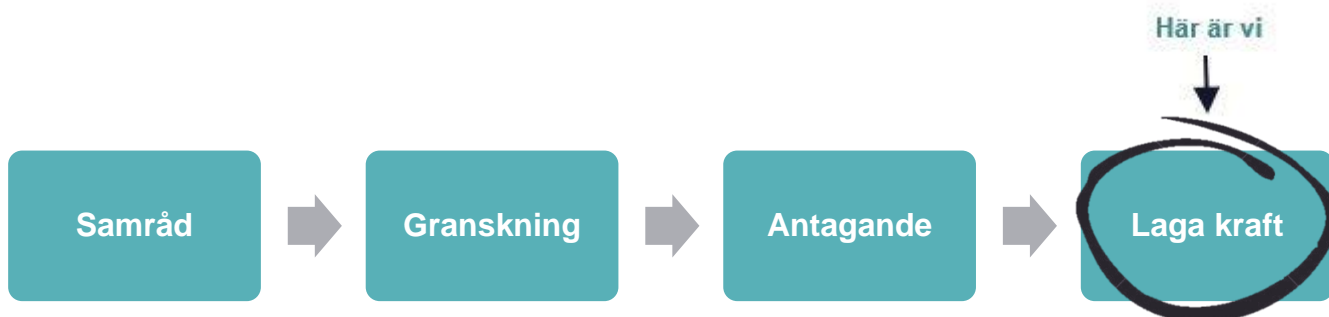 Här är vi
Samråd
Granskning
Antagande
Laga kraft